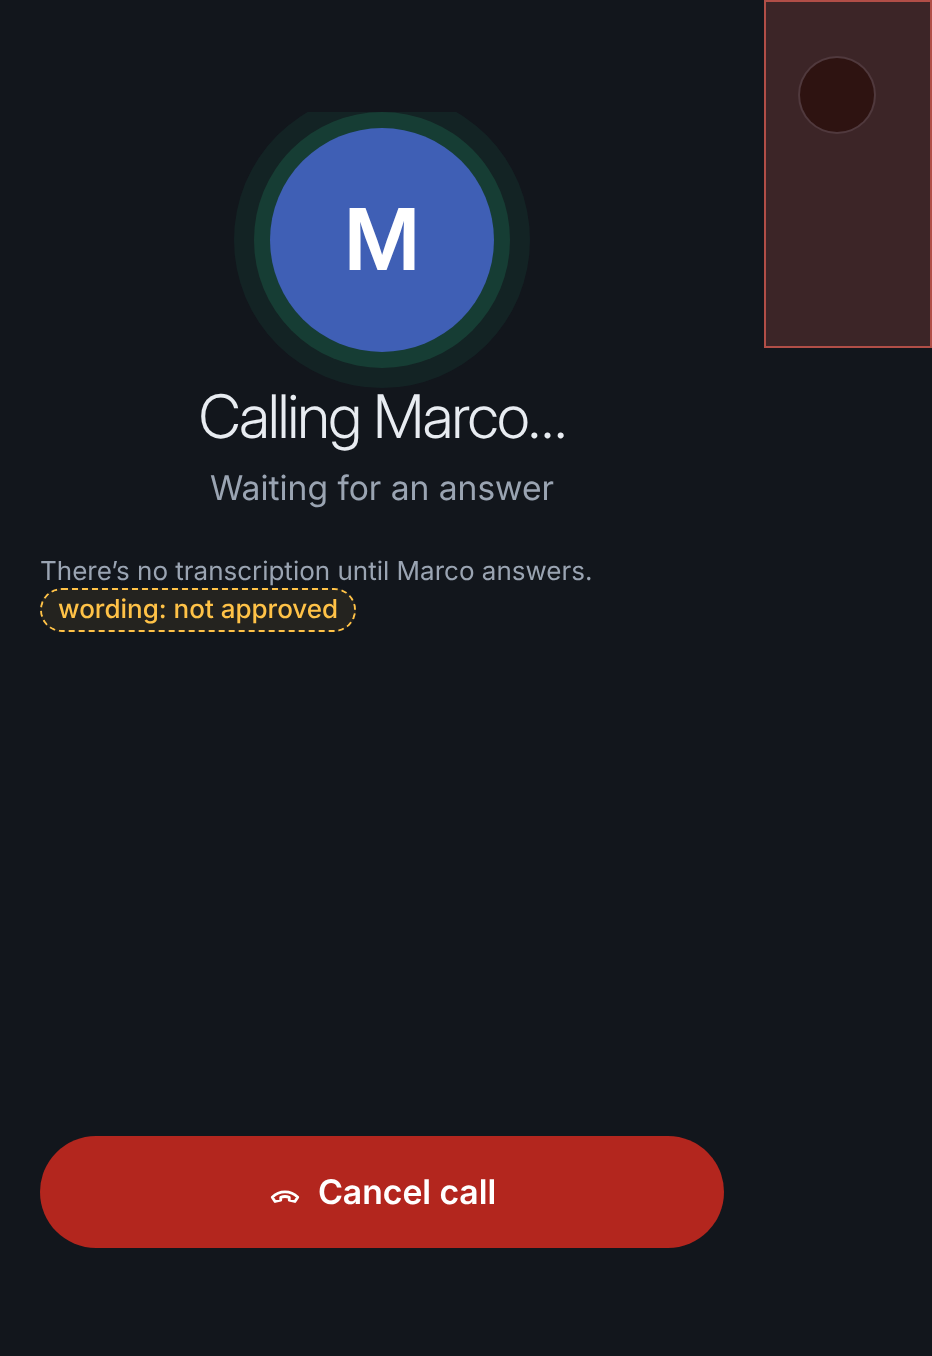 M
Calling Marco…
Waiting for an answer
There’s no transcription until Marco answers.
wording: not approved
Cancel call